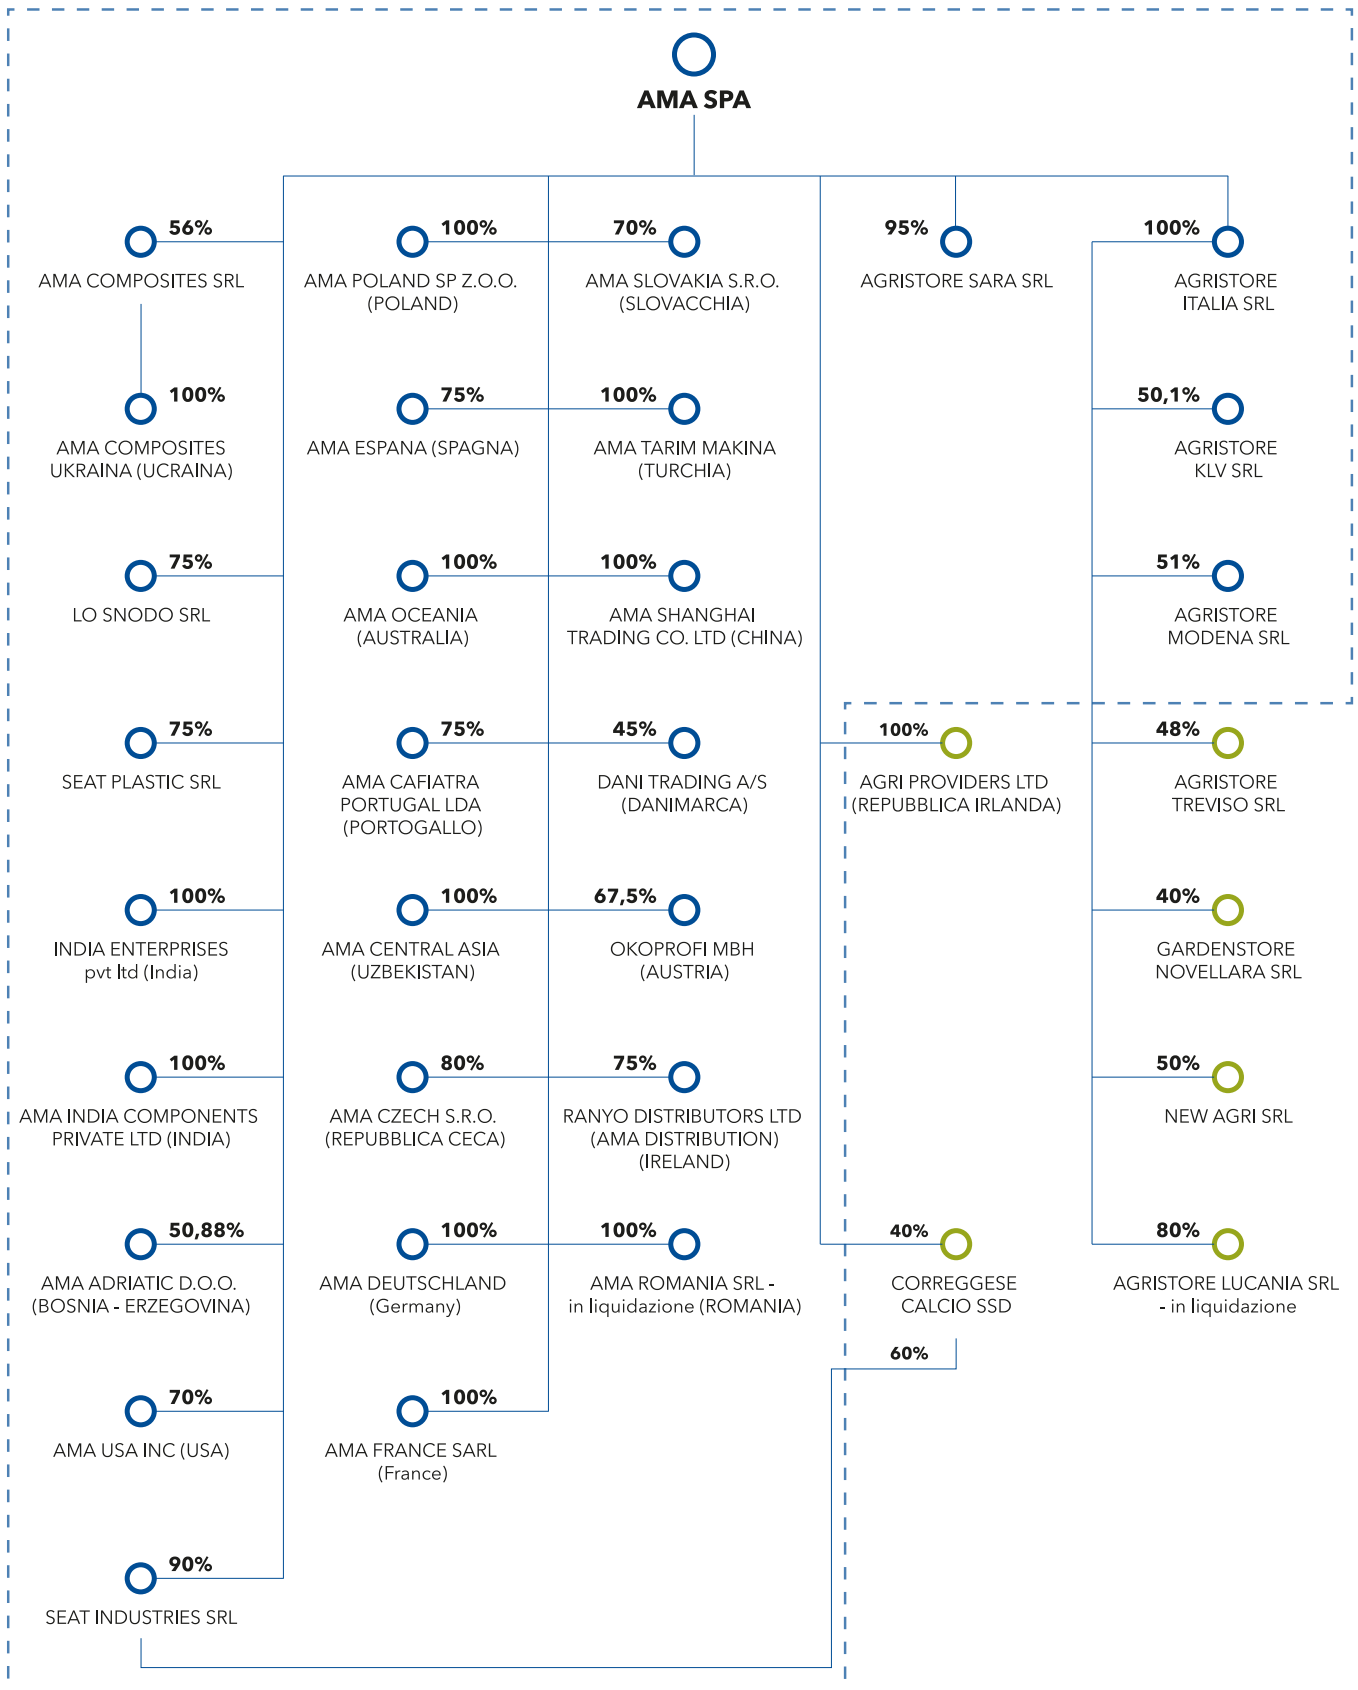 AMA SPA
56%
AMA COMPOSITES SRL
100%
AMA COMPOSITES
UKRAINA (UCRAINA)
75%
LO SNODO SRL
75%
SEAT PLASTIC SRL
100%
INDIA ENTERPRISES
pvt ltd (India)
100%
AMA INDIA COMPONENTS
PRIVATE LTD (INDIA)
50,88%
AMA ADRIATIC D.O.O.
(BOSNIA - ERZEGOVINA)
70%
AMA USA INC (USA)
90%
SEAT INDUSTRIES SRL
100%
AMA POLAND SP Z.O.O.
(POLAND)
75%
AMA ESPANA (SPAGNA)
100%
AMA OCEANIA
(AUSTRALIA)
75%
AMA CAFIATRA
PORTUGAL LDA
(PORTOGALLO)
100%
AMA CENTRAL ASIA
(UZBEKISTAN)
80%
AMA CZECH S.R.O.
(REPUBBLICA CECA)
100%
AMA DEUTSCHLAND
(Germany)
100%
AMA FRANCE SARL
(France)
70%
AMA SLOVAKIA S.R.O.
(SLOVACCHIA)
100%
AMA TARIM MAKINA
(TURCHIA)
100%
AMA SHANGHAI
TRADING CO. LTD (CHINA)
45%
DANI TRADING A/S
(DANIMARCA)
67,5%
OKOPROFI MBH
(AUSTRIA)
75%
RANYO DISTRIBUTORS LTD
(AMA DISTRIBUTION)
(IRELAND)
100%
AMA ROMANIA SRL -
in liquidazione (ROMANIA)
95%
AGRISTORE SARA SRL
100%
AGRI PROVIDERS LTD
(REPUBBLICA IRLANDA)
40%
CORREGGESE
CALCIO SSD
60%
100%
AGRISTORE
ITALIA SRL
50,1%
AGRISTORE
KLV SRL
51%
AGRISTORE
MODENA SRL
48%
AGRISTORE
TREVISO SRL
40%
GARDENSTORE
NOVELLARA SRL
50%
NEW AGRI SRL
80%
AGRISTORE LUCANIA SRL
- in liquidazione